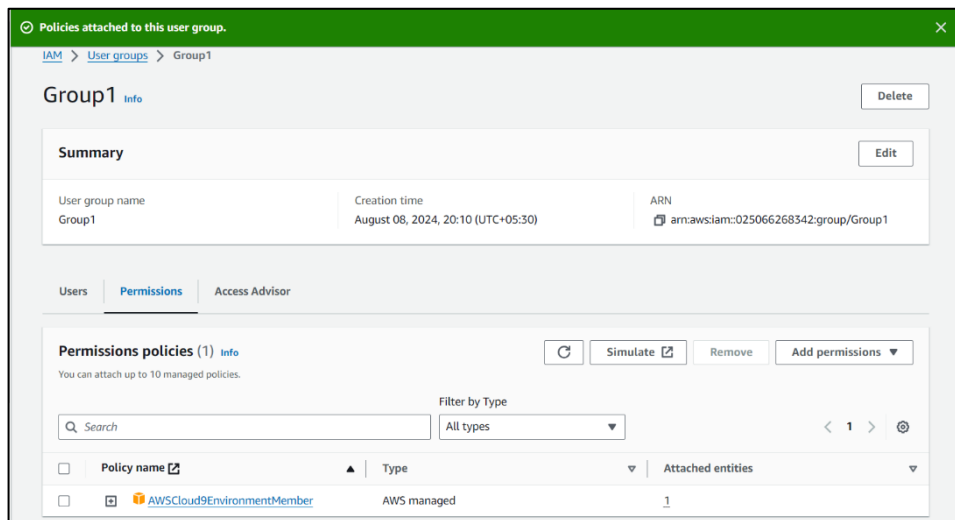 Policies attached to this user group.
IAM > User groups > Group1
Group1 Info
Delete
Summary
Edit
User group name
Group1
Creation time
August 08, 2024, 20:10 (UTC+05:30)
ARN
arn:aws:iam::025066268342:group/Group1
Users Permissions Access Advisor
Permissions policies (1) Info
Simulate Remove Add permissions
You can attach up to 10 managed policies.
Filter by Type
Search All types 1
Policy name Type Attached entities
AWSCloud9EnvironmentMember AWS managed 1